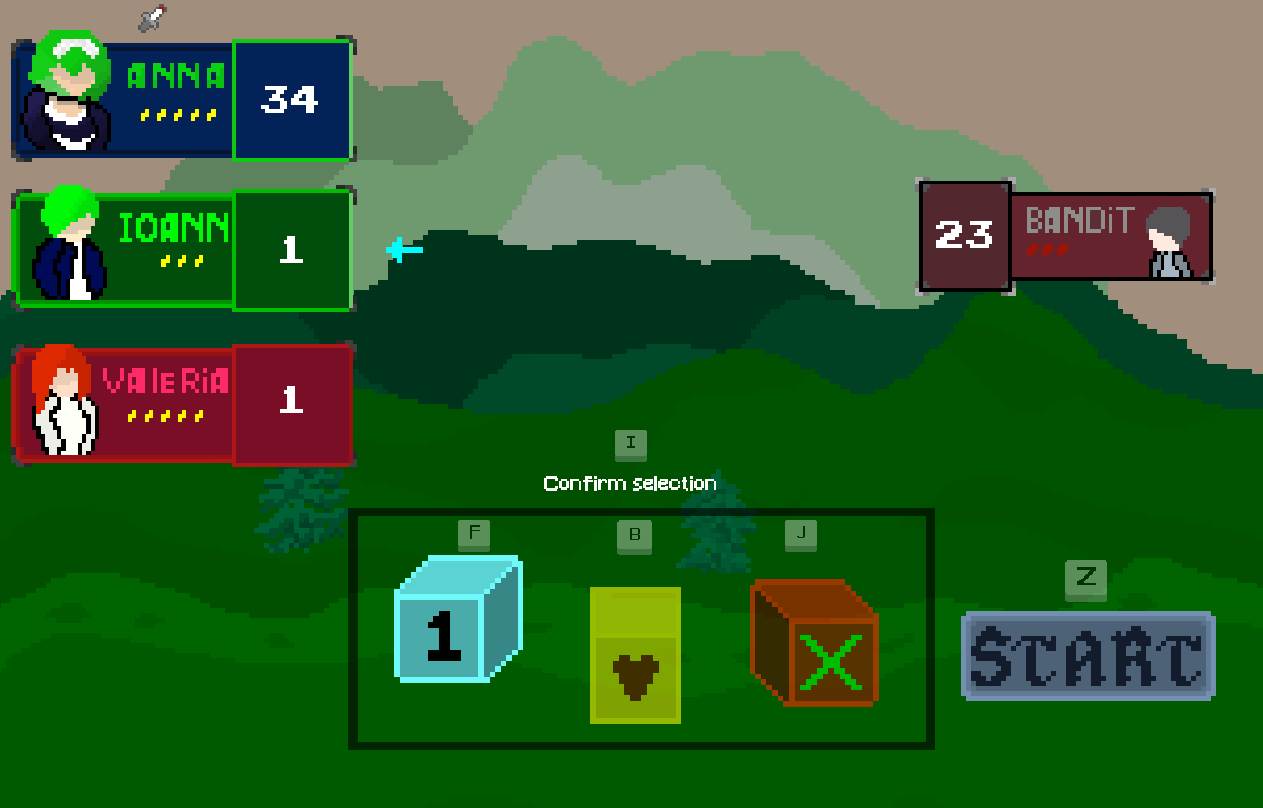 ANNA
34
IOANN
1
VAleRiA
1
23
BANDiT
I
Confirm selection
F
B
J
1
X
Z
START